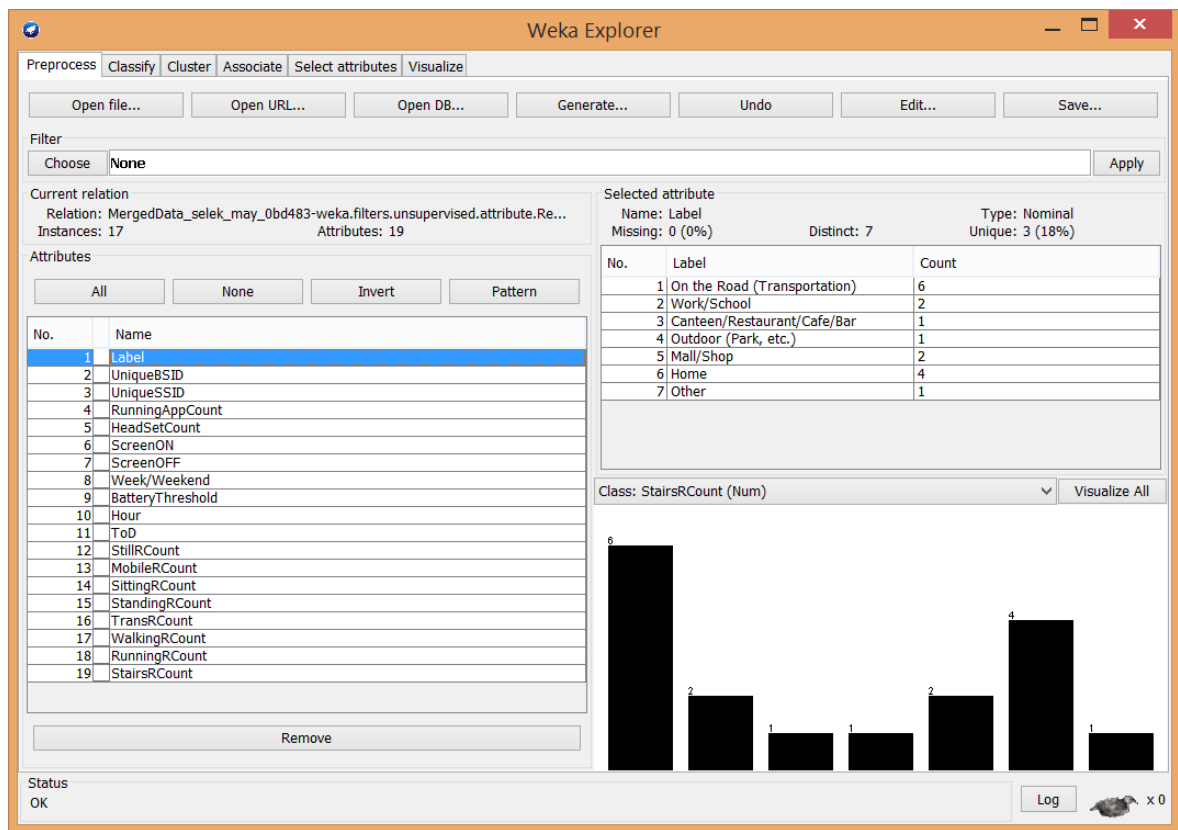 Weka Explorer
Preprocess Classify Cluster Associate Select attributes Visualize
Open file... Open URL... Open DB... Generate... Undo Edit... Save...
Filter
Choose None Apply
Current relation
Relation: MergedData_selek_may_0bd483-weka.filters.unsupervised.attribute.Re...
Instances: 17 Attributes: 19
Attributes
All None Invert Pattern
No. Name
1 Label
2 UniqueBSID
3 UniqueSSID
4 RunningAppCount
5 HeadSetCount
6 ScreenON
7 ScreenOFF
8 Week/Weekend
9 BatteryThreshold
10 Hour
11 ToD
12 StillRCount
13 MobileRCount
14 SittingRCount
15 StandingRCount
16 TransRCount
17 WalkingRCount
18 RunningRCount
19 StairsRCount
Remove
Selected attribute
Name: Label Type: Nominal
Missing: 0 (0%) Distinct: 7 Unique: 3 (18%)
No. Label Count
1 On the Road (Transportation) 6
2 Work/School 2
3 Canteen/Restaurant/Cafe/Bar 1
4 Outdoor (Park, etc.) 1
5 Mall/Shop 2
6 Home 4
7 Other 1
Class: StairsRCount (Num) Visualize All
6 2 1 1 2 4 1
Status
OK Log x 0